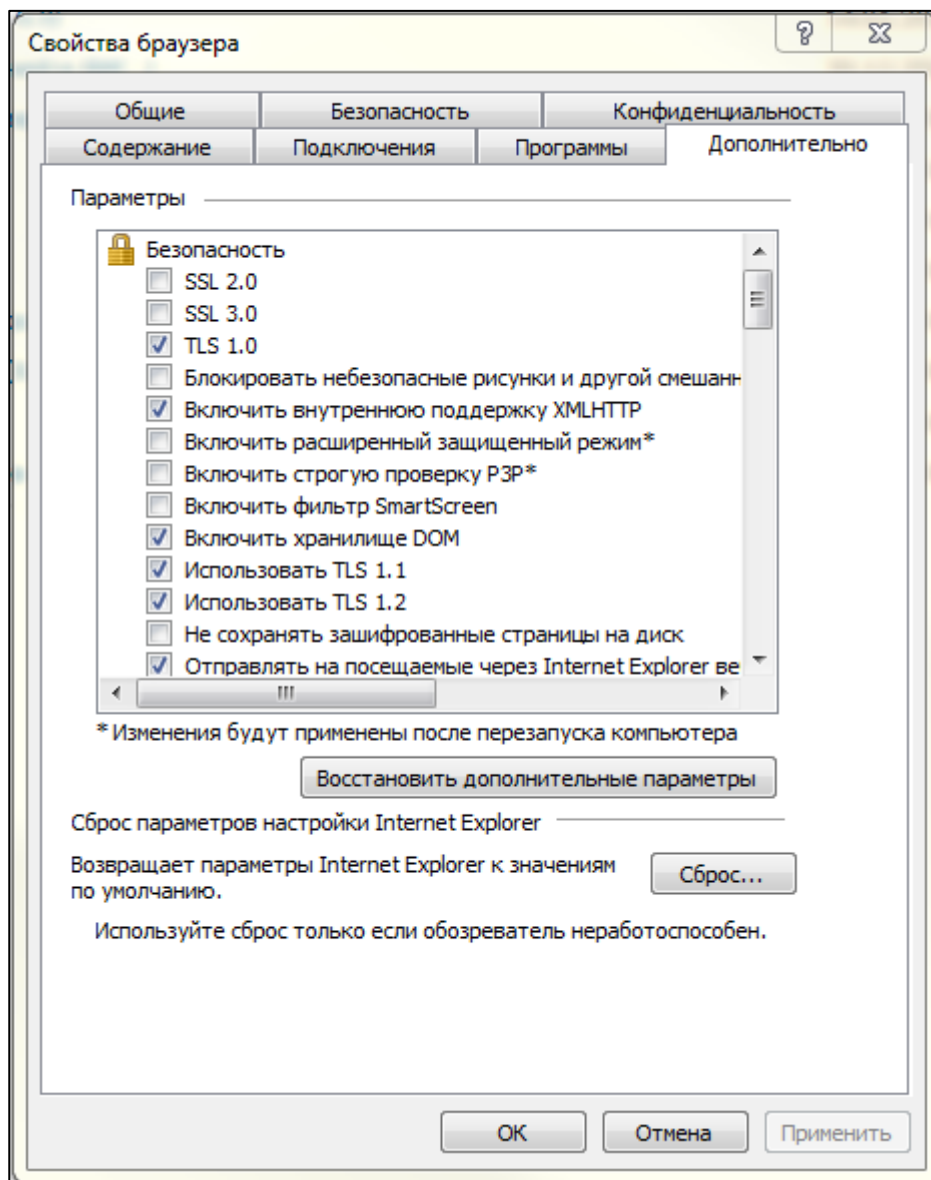 Свойства браузера
Общие
Безопасность
Конфиденциальность
Содержание
Подключения
Программы
Дополнительно
Параметры
Безопасность
SSL 2.0
SSL 3.0
TLS 1.0
Блокировать небезопасные рисунки и другой смешанн
Включить внутреннюю поддержку XMLHTTP
Включить расширенный защищенный режим*
Включить строгую проверку P3P*
Включить фильтр SmartScreen
Включить хранилище DOM
Использовать TLS 1.1
Использовать TLS 1.2
Не сохранять зашифрованные страницы на диск
Отправлять на посещаемые через Internet Explorer ве
* Изменения будут применены после перезапуска компьютера
Восстановить дополнительные параметры
Сброс параметров настройки Internet Explorer
Возвращает параметры Internet Explorer к значениям
по умолчанию.
Сброс...
Используйте сброс только если обозреватель неработоспособен.
ОК
Отмена
Применить